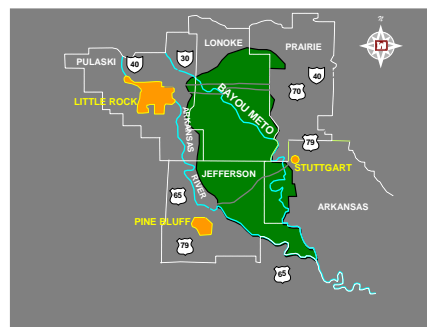 LONOKE
PRAIRIE
PULASKI
30
40
40
BAYOU METO
70
LITTLE ROCK
ARKANSAS
RIVER
79
STUTTGART
JEFFERSON
65
ARKANSAS
PINE BLUFF
79
65